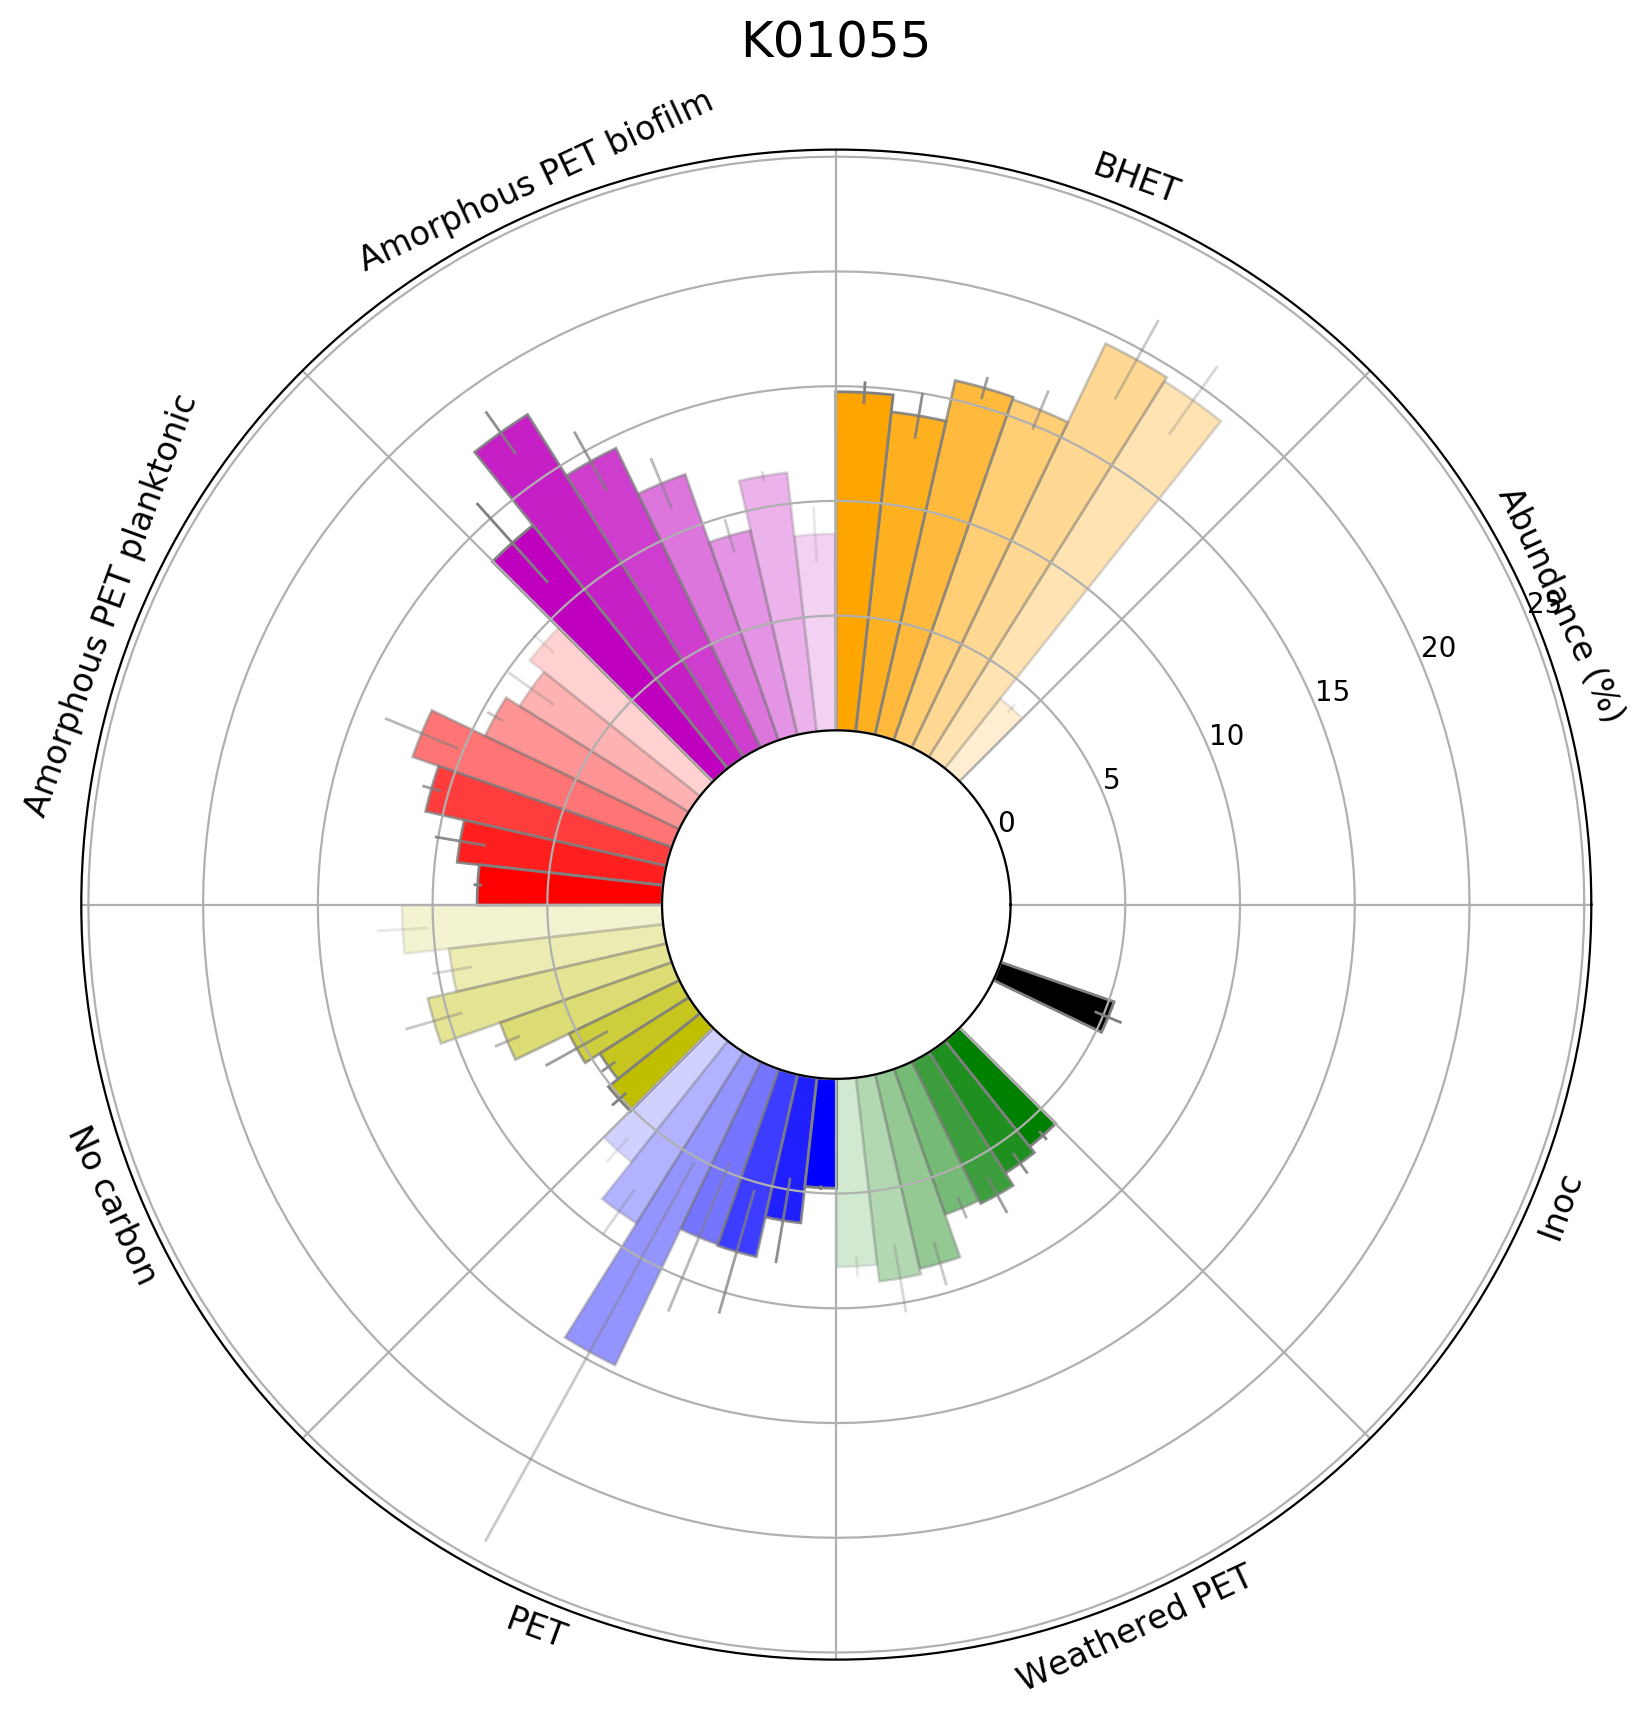 K01055
Amorphous PET biofilm
BHET
Amorphous PET planktonic
Abundance (%)
25
20
15
10
5
0
No carbon
Inoc
PET
Weathered PET